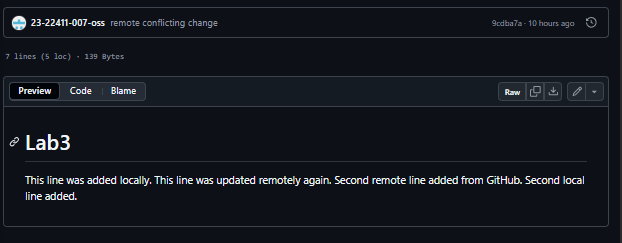 23-22411-007-oss remote conflicting change 9cdba7a · 10 hours ago
7 lines (5 loc) · 139 Bytes
Preview Code Blame Raw
Lab3
This line was added locally. This line was updated remotely again. Second remote line added from GitHub. Second local
line added.